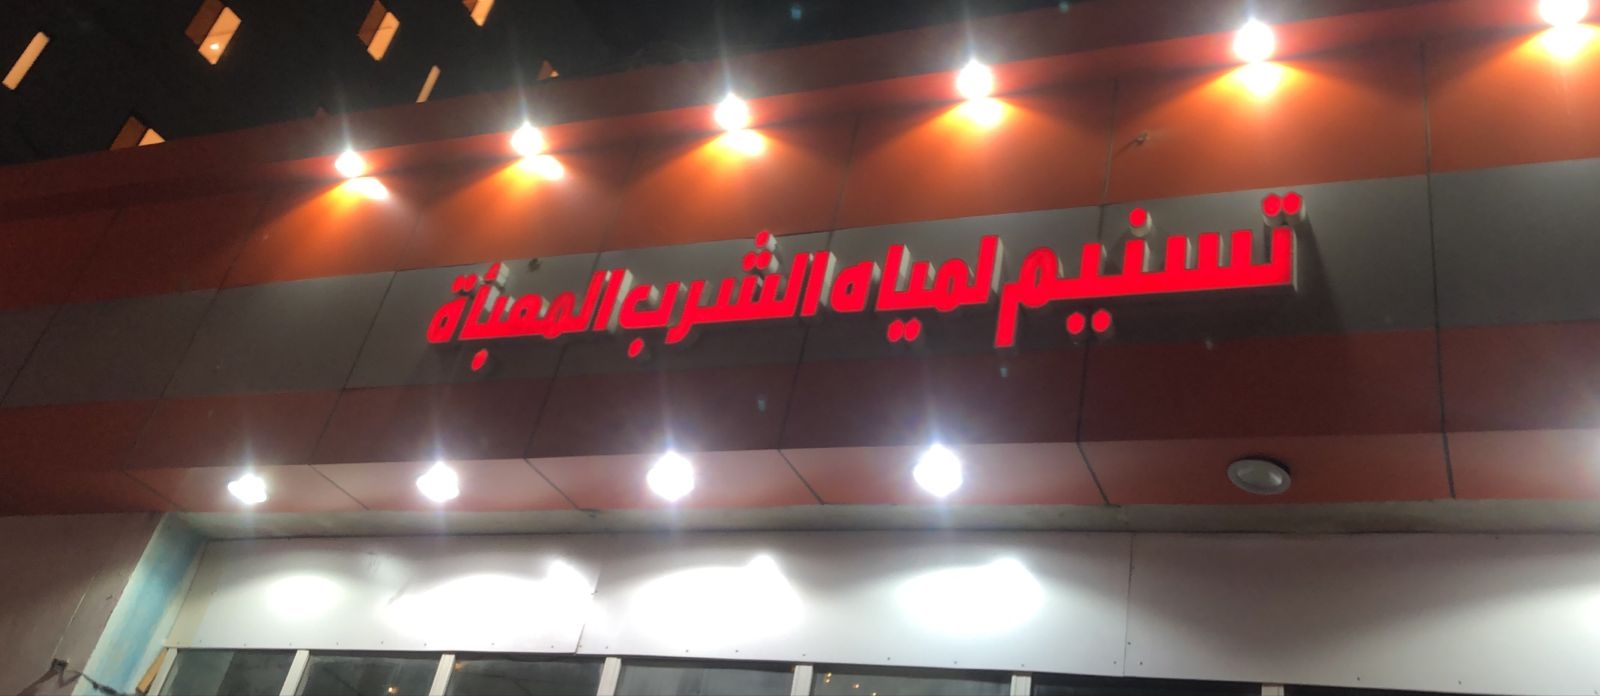 تسنيم لمياه الشرب المعبأة